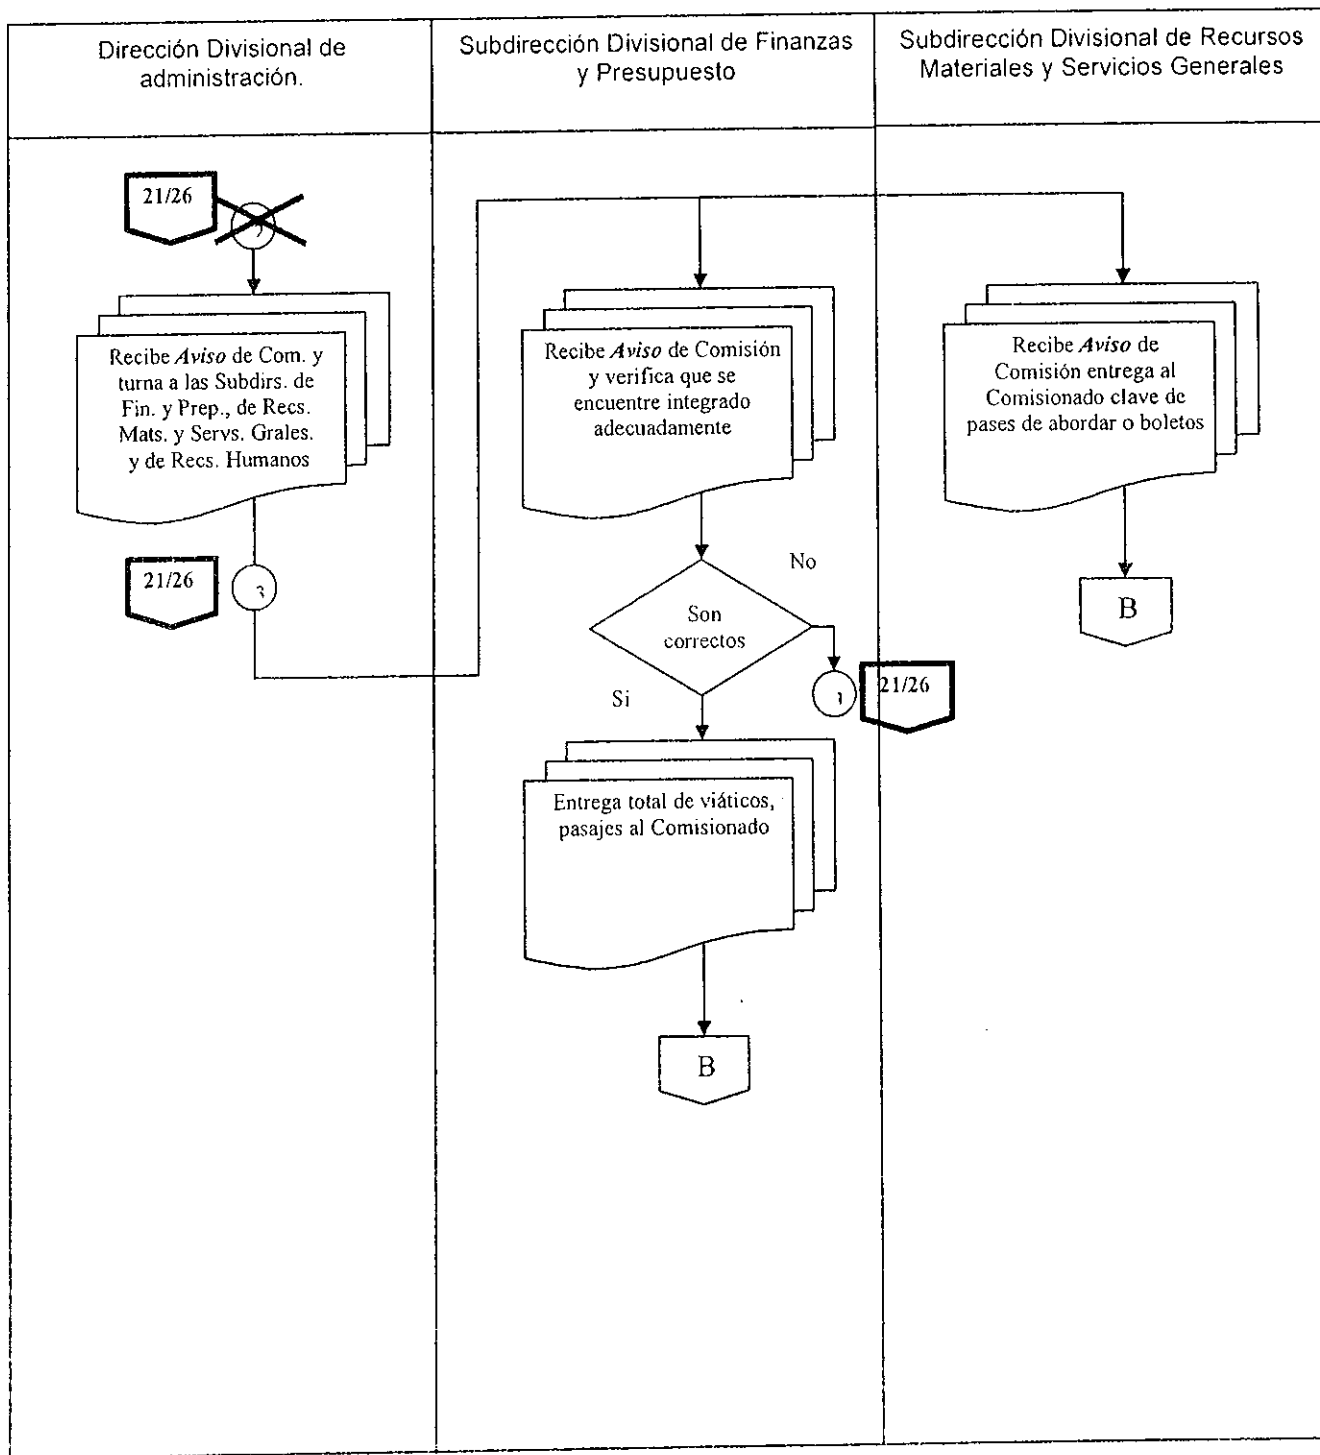 Dirección Divisional de
administración.
Subdirección Divisional de Finanzas
y Presupuesto
Subdirección Divisional de Recursos
Materiales y Servicios Generales
21/26
Recibe Aviso de Com. y
turna a las Subdirs. de
Fin. y Prep., de Recs.
Mats. y Servs. Grales.
y de Recs. Humanos
21/26
3
Recibe Aviso de Comisión
y verifica que se
encuentre integrado
adecuadamente
No
Son
correctos
Si
21/26
Entrega total de viáticos,
pasajes al Comisionado
B
Recibe Aviso de
Comisión entrega al
Comisionado clave de
pases de abordar o boletos
B